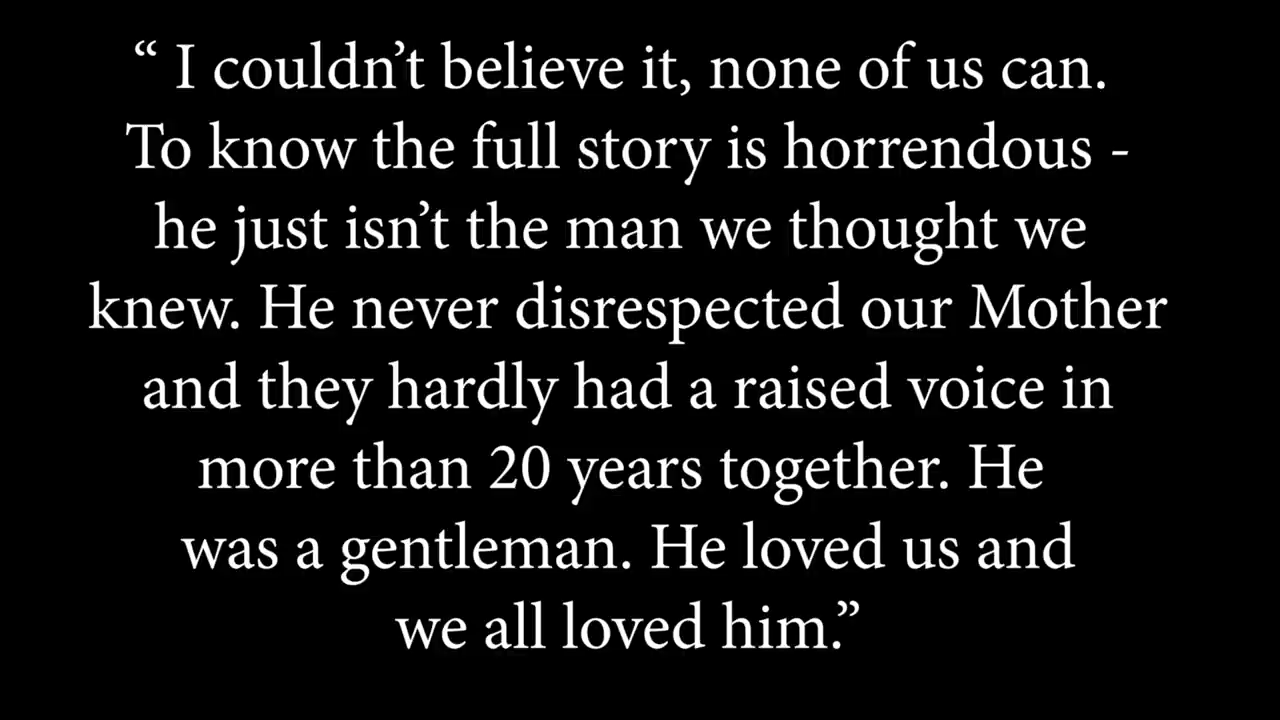 “ I couldn’t believe it, none of us can.
To know the full story is horrendous -
he just isn’t the man we thought we
knew. He never disrespected our Mother
and they hardly had a raised voice in
more than 20 years together. He
was a gentleman. He loved us and
we all loved him.”